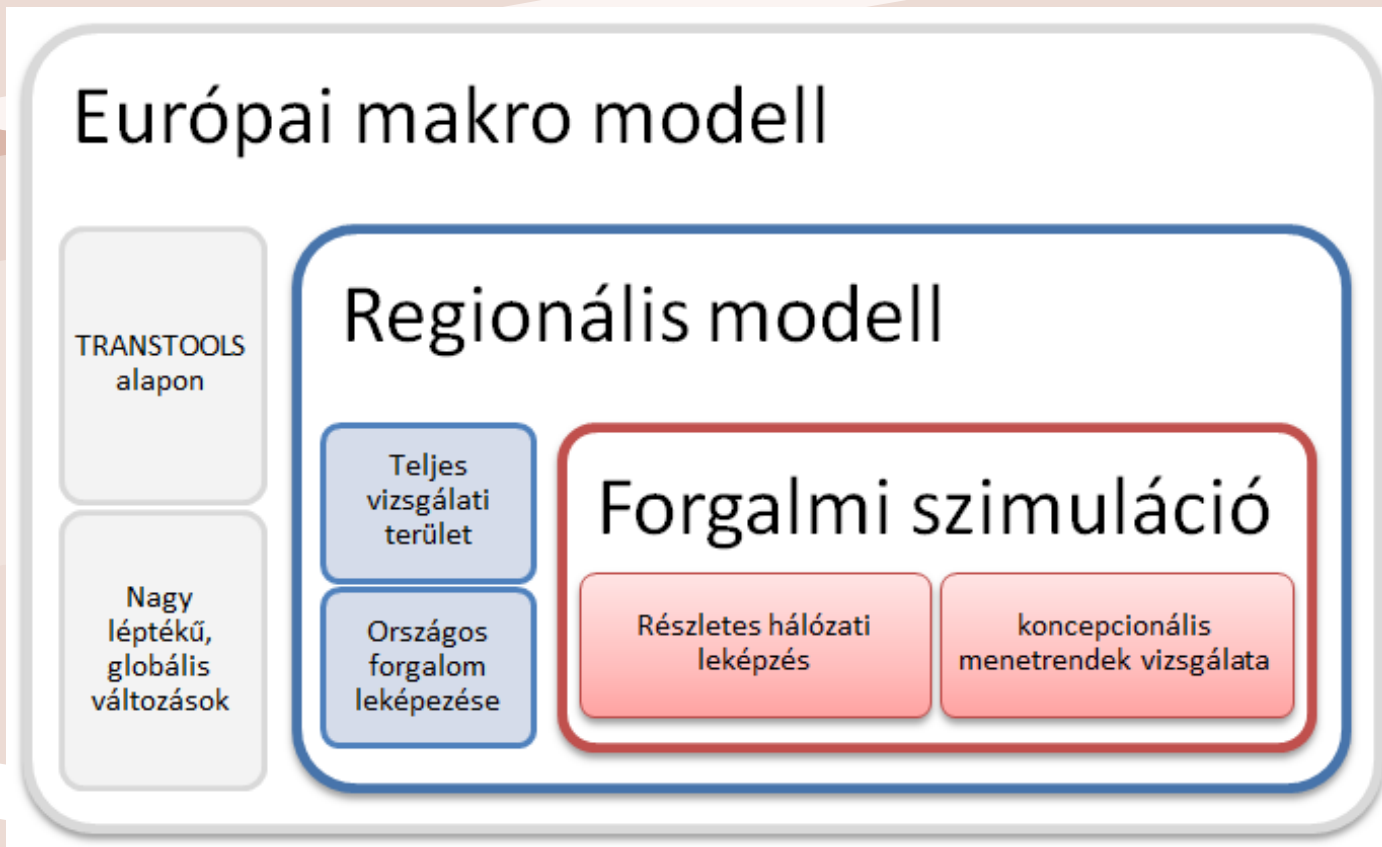 Európai makro modell
TRANSTOOLS
alapon
Nagy
léptékű,
globális
változások
Regionális modell
Teljes
vizsgálati
terület
Országos
forgalom
leképezése
Forgalmi szimuláció
Részletes hálózati
leképzés
koncepcionális
menetrendek vizsgálata